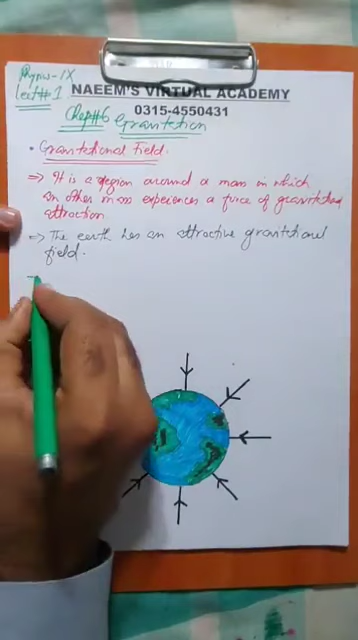 Physics-IX
Lect# 1
NAEEM'S VIRTUAL ACADEMY
0315-4550431
Chep#6 Gravitation
• Gravitational Field.
⇒ It is a region around a mass in which
an other mass experiences a force of gravitational
attraction
⇒ The earth has an attractive gravitational
field.